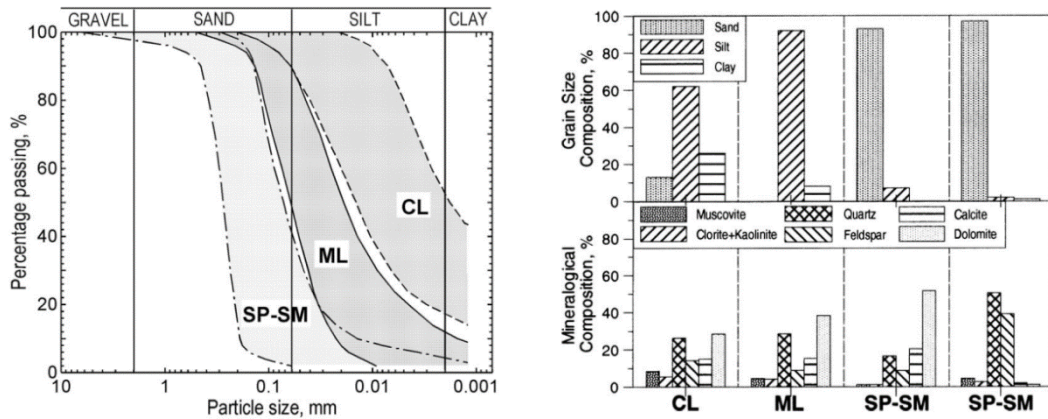 GRAVEL SAND SILT CLAY
100
80
60
40
20
0
Percentage passing, %
CL
ML
SP-SM
10 1 0.1 0.01 0.001
Particle size, mm
100
80
60
40
20
0
Grain Size
Composition, %
Sand
Silt
Clay
Muscovite Quartz Calcite
Clorite+Kaolinite Feldspar Dolomite
80
60
40
20
0
Mineralogical
Composition, %
CL ML SP-SM SP-SM